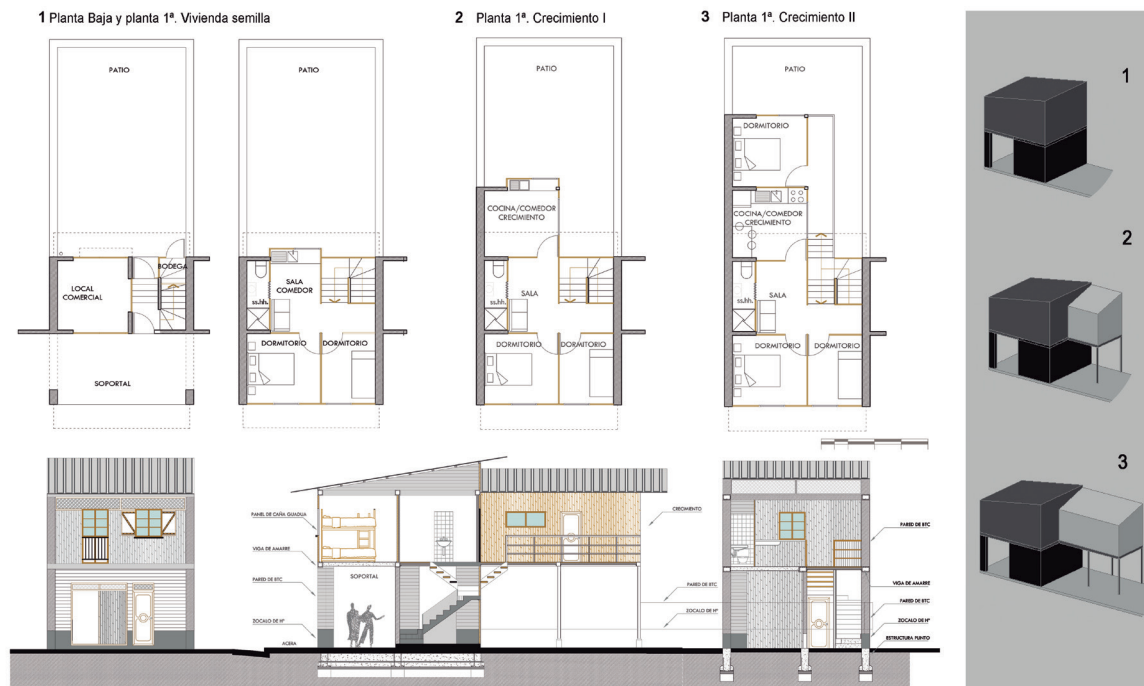 1 Planta Baja y planta 1ª. Vivienda semilla
2 Planta 1ª. Crecimiento I
3 Planta 1ª. Crecimiento II
PATIO
BODEGA
LOCAL
COMERCIAL
SOPORTAL
PATIO
SALA
COMEDOR
ss.hh.
DORMITORIO
DORMITORIO
PATIO
COCINA/COMEDOR
CRECIMIENTO
SALA
ss.hh.
DORMITORIO
DORMITORIO
PATIO
DORMITORIO
COCINA/COMEDOR
CRECIMIENTO
SALA
ss.hh.
DORMITORIO
DORMITORIO
PANEL DE CAÑA GUADUA
VIGA DE AMARRE
PARED DE BTC
ZOCALO DE Hº
ACERA
SOPORTAL
CRECIMIENTO
PARED DE BTC
ZOCALO DE Hº
PARED DE BTC
VIGA DE AMARRE
PARED DE BTC
ZOCALO DE Hº
1
2
3